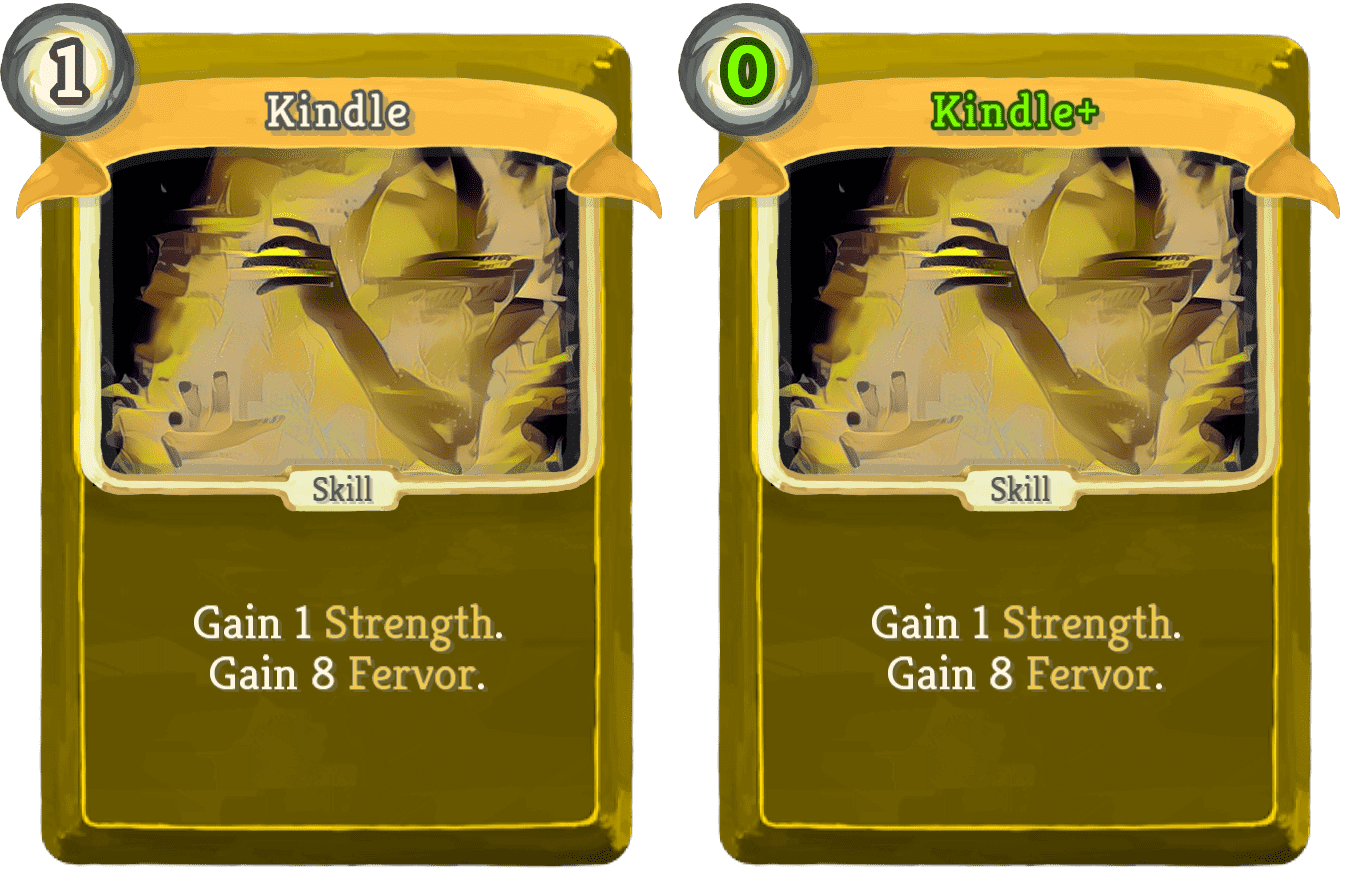 1
Kindle
Skill
Gain 1 Strength.
Gain 8 Fervor.
0
Kindle+
Skill
Gain 1 Strength.
Gain 8 Fervor.